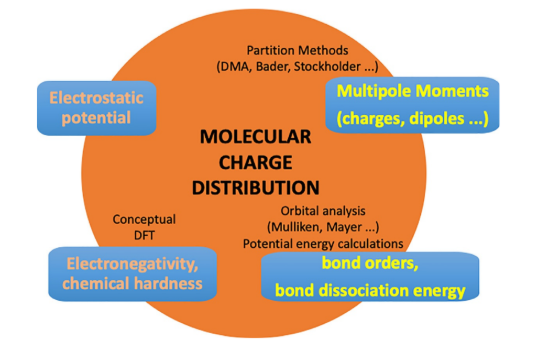 Partition Methods
(DMA, Bader, Stockholder ...)
Electrostatic
potential
Multipole Moments
(charges, dipoles ...)
MOLECULAR
CHARGE
DISTRIBUTION
Conceptual
DFT
Orbital analysis
(Mulliken, Mayer ...)
Potential energy calculations
Electronegativity,
chemical hardness
bond orders,
bond dissociation energy